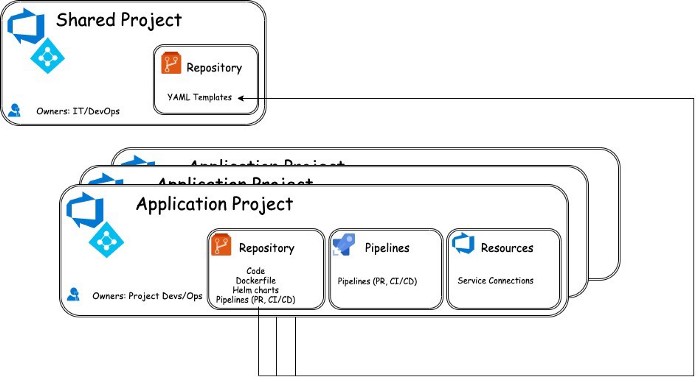 Shared Project
Repository
YAML Templates
Owners: IT/DevOps
Application Project
Application Project
Application Project
Repository
Code
Dockerfile
Helm charts
Pipelines (PR, CI/CD)
Pipelines
Pipelines (PR, CI/CD)
Resources
Service Connections
Owners: Project Devs/Ops